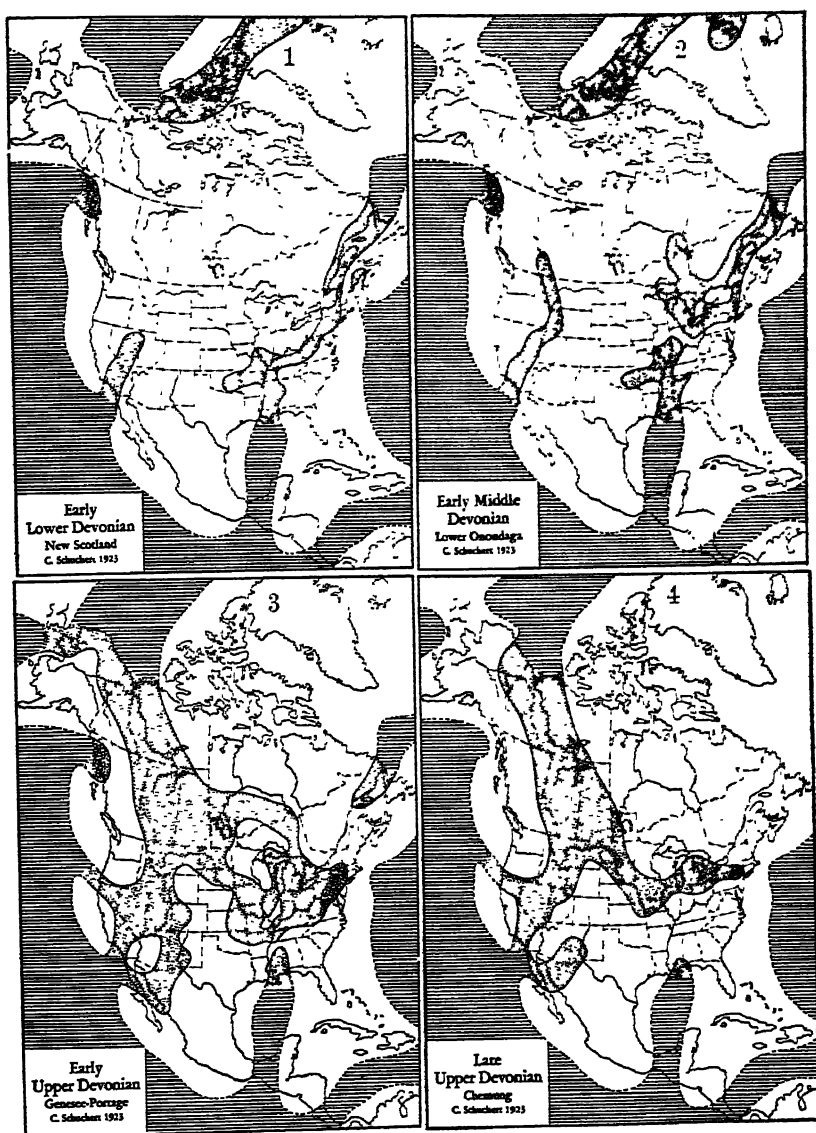 1
Early
Lower Devonian
New Scotland
C. Schuchert 1923
2
Early Middle
Devonian
Lower Onondaga
C. Schuchert 1923
3
Early
Upper Devonian
Genesee-Portage
C. Schuchert 1923
4
Late
Upper Devonian
Chemung
C. Schuchert 1923